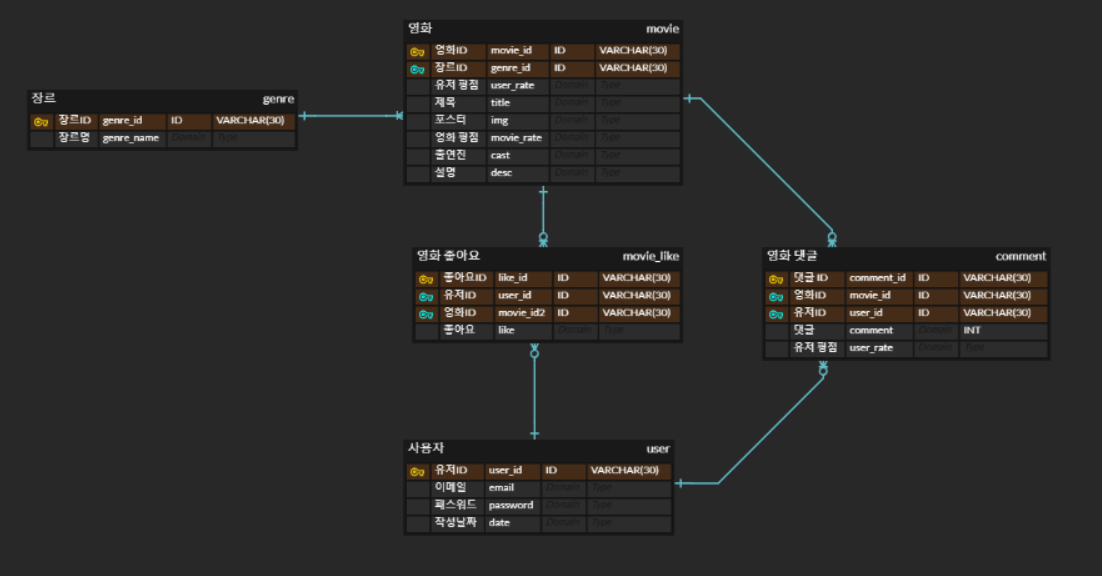 영화 movie
영화ID movie_id ID VARCHAR(30)
장르ID genre_id ID VARCHAR(30)
유저 평점 user_rate Domain Type
제목 title Domain Type
포스터 img Domain Type
영화 평점 movie_rate Domain Type
출연진 cast Domain Type
설명 desc Domain Type
장르 genre
장르ID genre_id ID VARCHAR(30)
장르명 genre_name Domain Type
영화 좋아요 movie_like
좋아요ID like_id ID VARCHAR(30)
유저ID user_id ID VARCHAR(30)
영화ID movie_id2 ID VARCHAR(30)
좋아요 like Domain Type
영화 댓글 comment
댓글 ID comment_id ID VARCHAR(30)
영화ID movie_id ID VARCHAR(30)
유저ID user_id ID VARCHAR(30)
댓글 comment Domain INT
유저 평점 user_rate Domain Type
사용자 user
유저ID user_id ID VARCHAR(30)
이메일 email Domain Type
패스워드 password Domain Type
작성날짜 date Domain Type